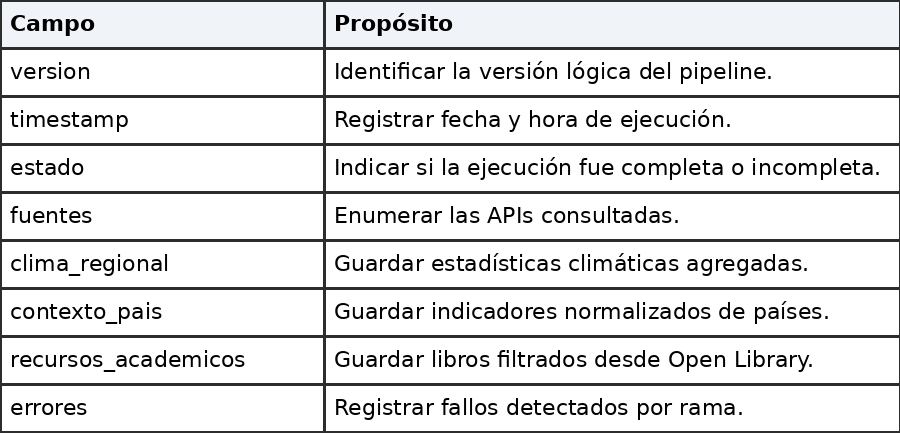 Campo Propósito
version Identificar la versión lógica del pipeline.
timestamp Registrar fecha y hora de ejecución.
estado Indicar si la ejecución fue completa o incompleta.
fuentes Enumerar las APIs consultadas.
clima_regional Guardar estadísticas climáticas agregadas.
contexto_pais Guardar indicadores normalizados de países.
recursos_academicos Guardar libros filtrados desde Open Library.
errores Registrar fallos detectados por rama.